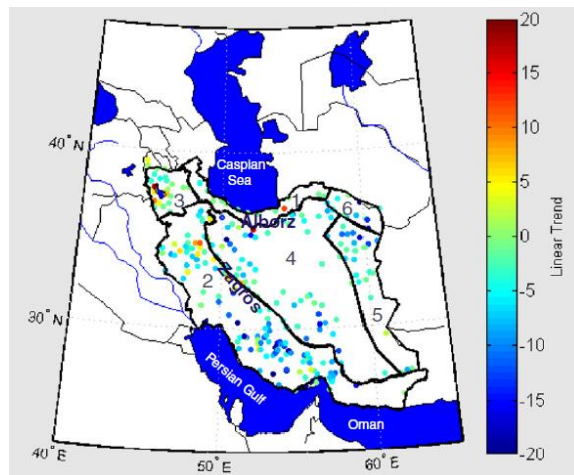 20
15
10
5
0
-5
-10
-15
-20
Linear Trend
40°N
30°N
40°E
50°E
60°E
Caspian
Sea
Alborz
Zagros
Persian Gulf
Oman
1
2
3
4
5
6